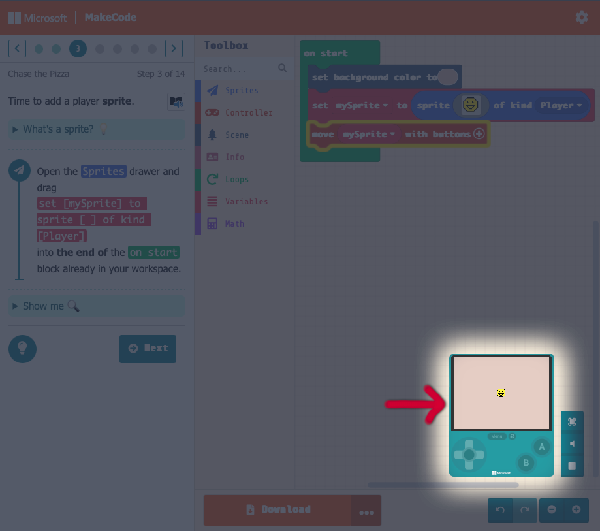 Microsoft | MakeCode
3
Chase the Pizza
Step 3 of 14
Time to add a player sprite.
What's a sprite?
Open the Sprites drawer and
drag
set [mySprite] to
sprite [ ] of kind
[Player]
into the end of the on start
block already in your workspace.
Show me
Next
Toolbox
Search...
Sprites
Controller
Scene
Info
Loops
Variables
Math
on start
set background color to
set mySprite to sprite of kind Player
move mySprite with buttons
A
B
Microsoft
Download